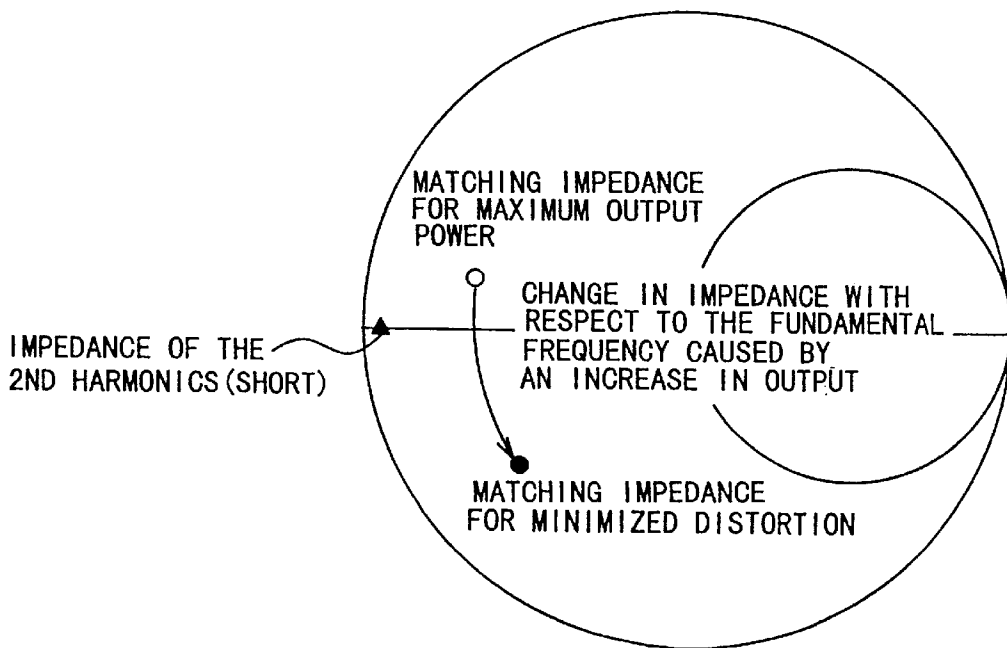 MATCHING IMPEDANCE
FOR MAXIMUM OUTPUT
POWER
CHANGE IN IMPEDANCE WITH
RESPECT TO THE FUNDAMENTAL
FREQUENCY CAUSED BY
AN INCREASE IN OUTPUT
IMPEDANCE OF THE
2ND HARMONICS(SHORT)
MATCHING IMPEDANCE
FOR MINIMIZED DISTORTION